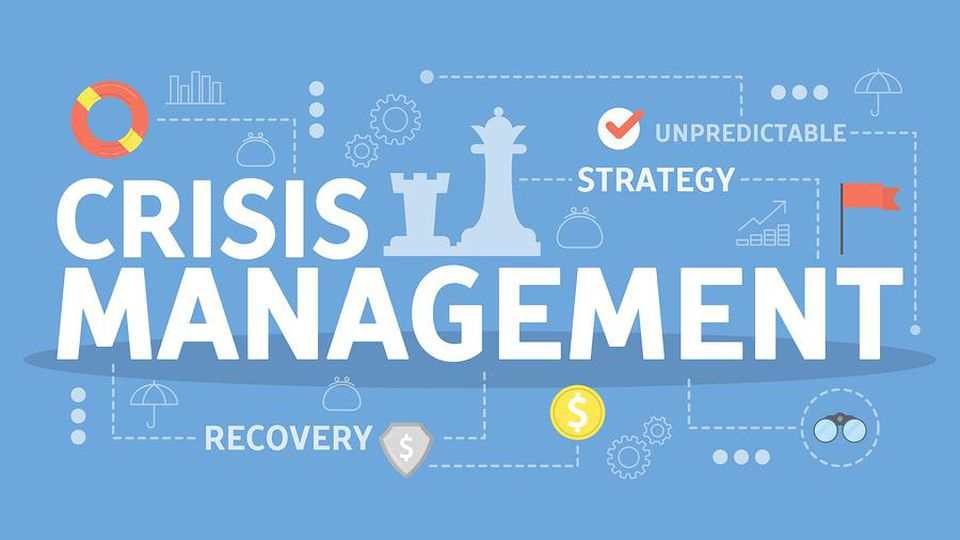 UNPREDICTABLE
STRATEGY
CRISIS
MANAGEMENT
RECOVERY
$
$